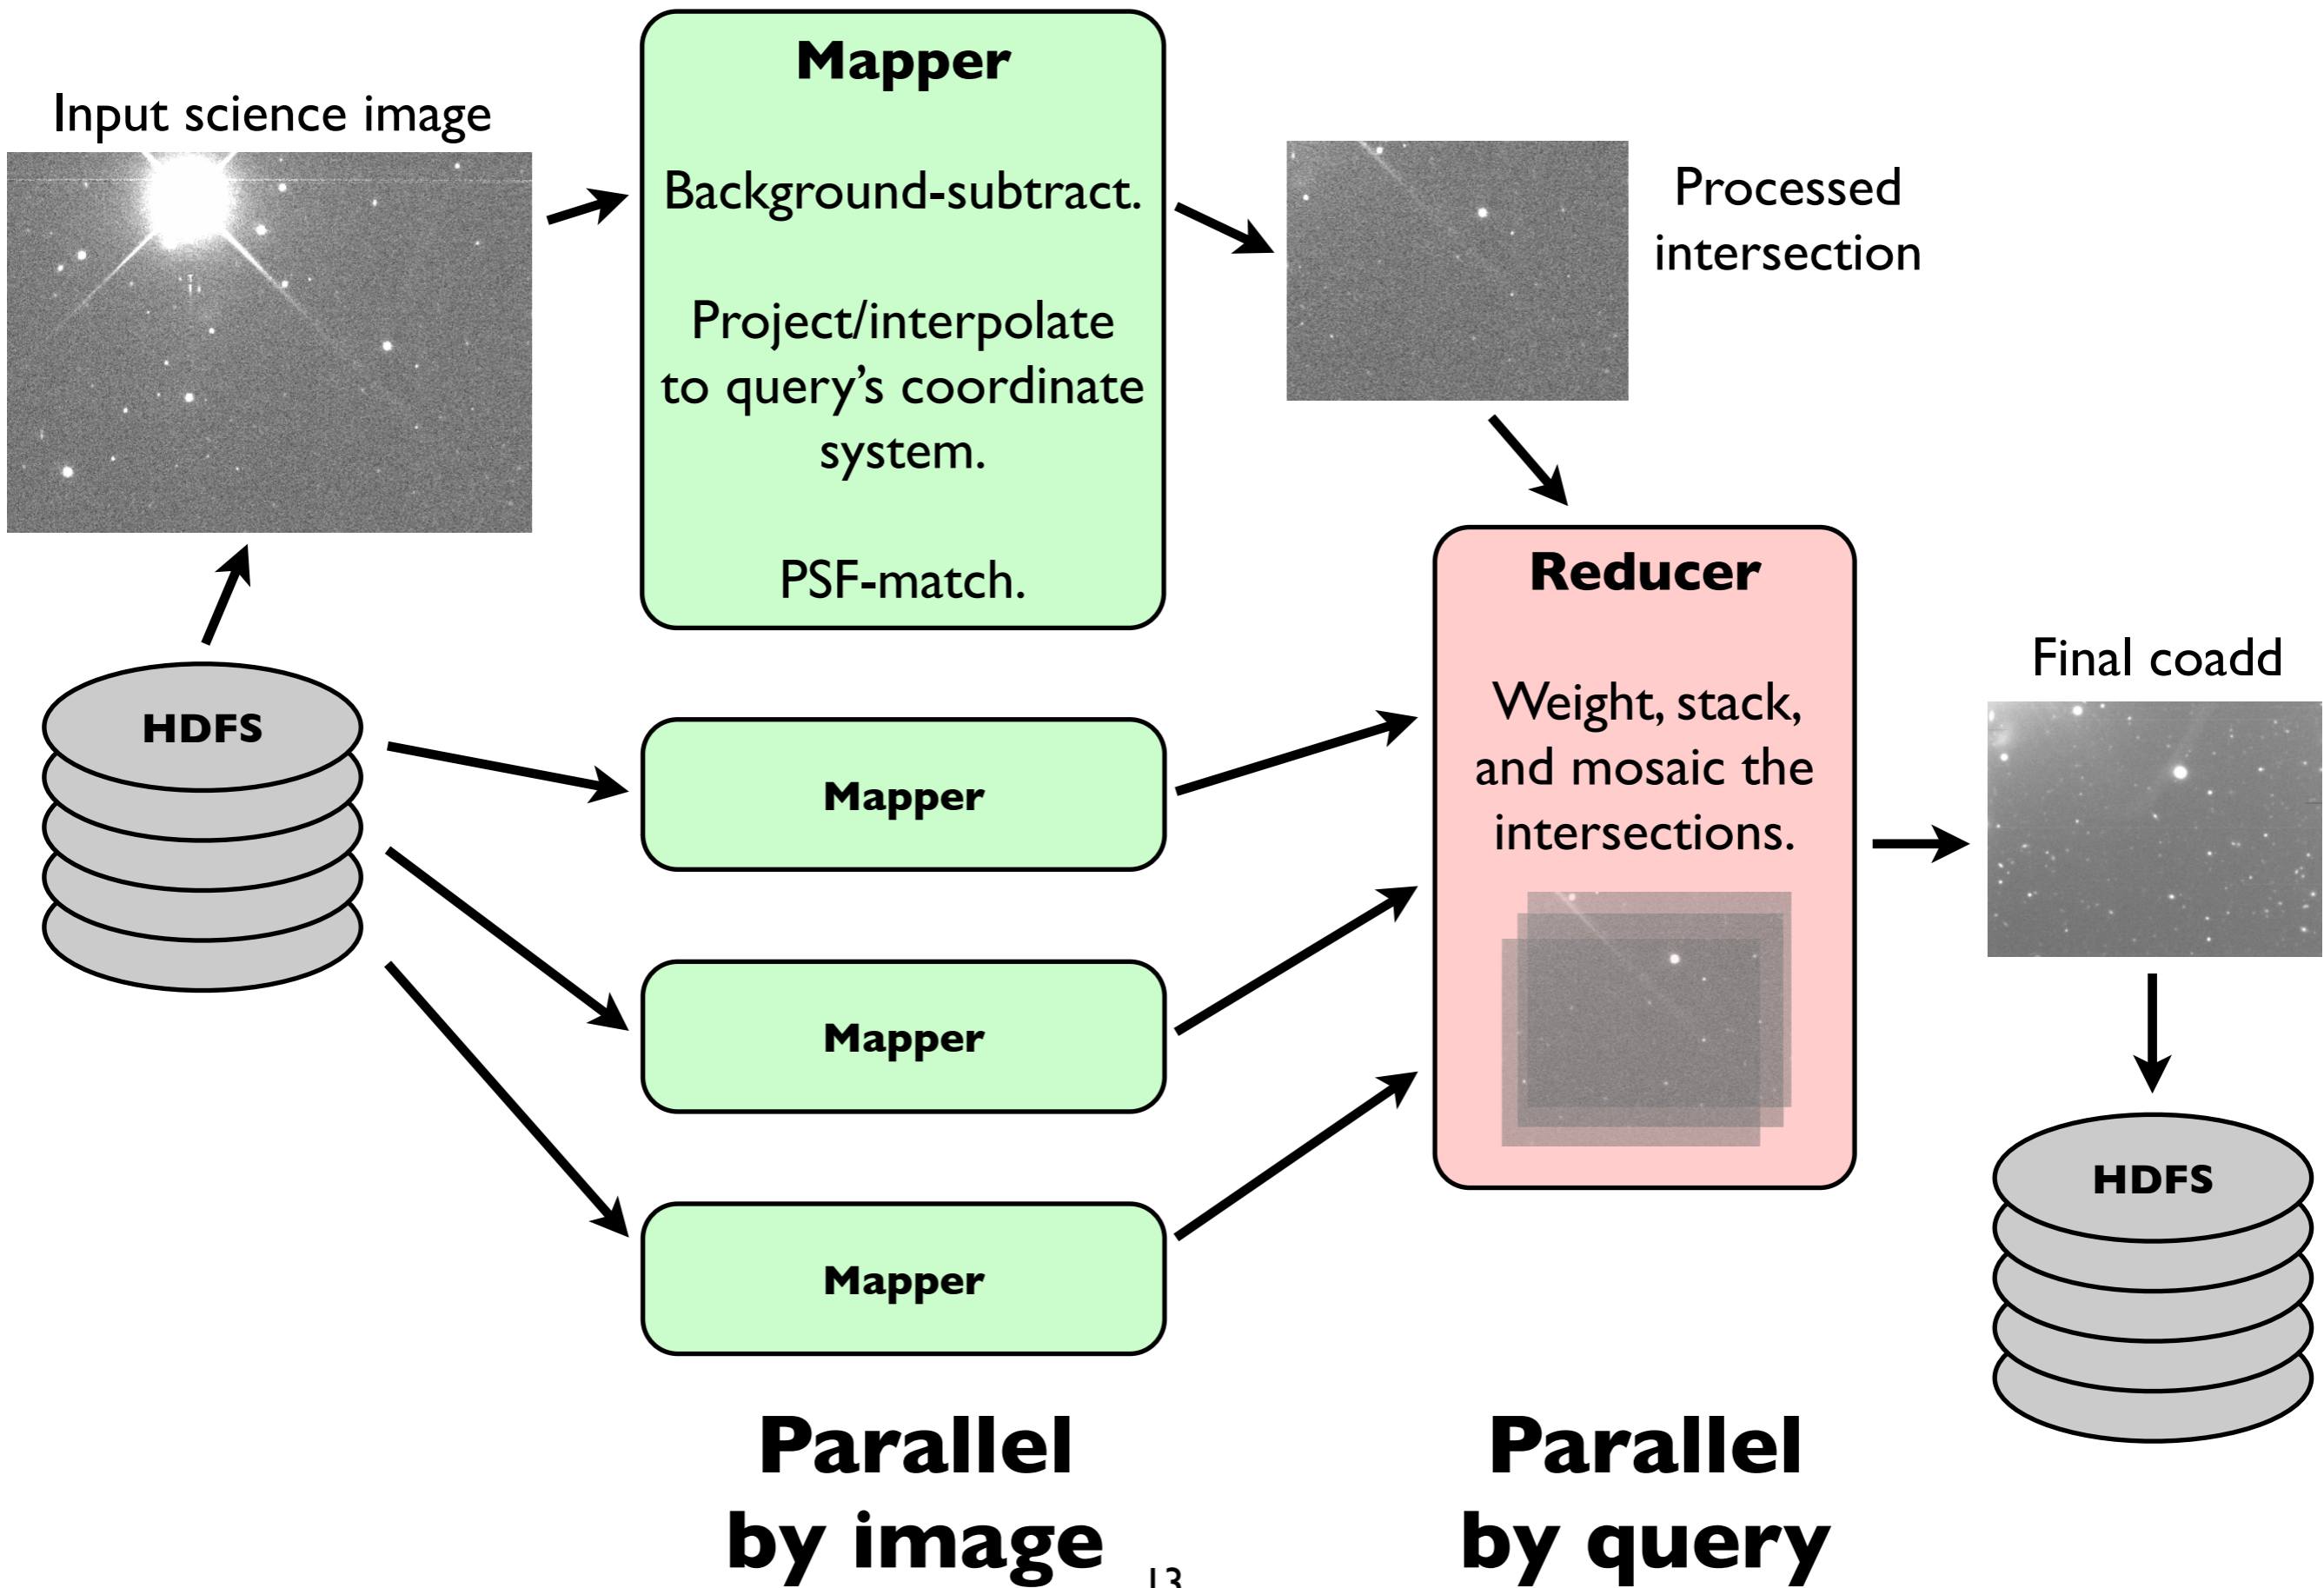 Input science image
Mapper
Background-subtract.
Project/interpolate
to query’s coordinate
system.
PSF-match.
Processed
intersection
HDFS
Mapper
Mapper
Mapper
Reducer
Weight, stack,
and mosaic the
intersections.
Final coadd
HDFS
Parallel
by image
Parallel
by query
13